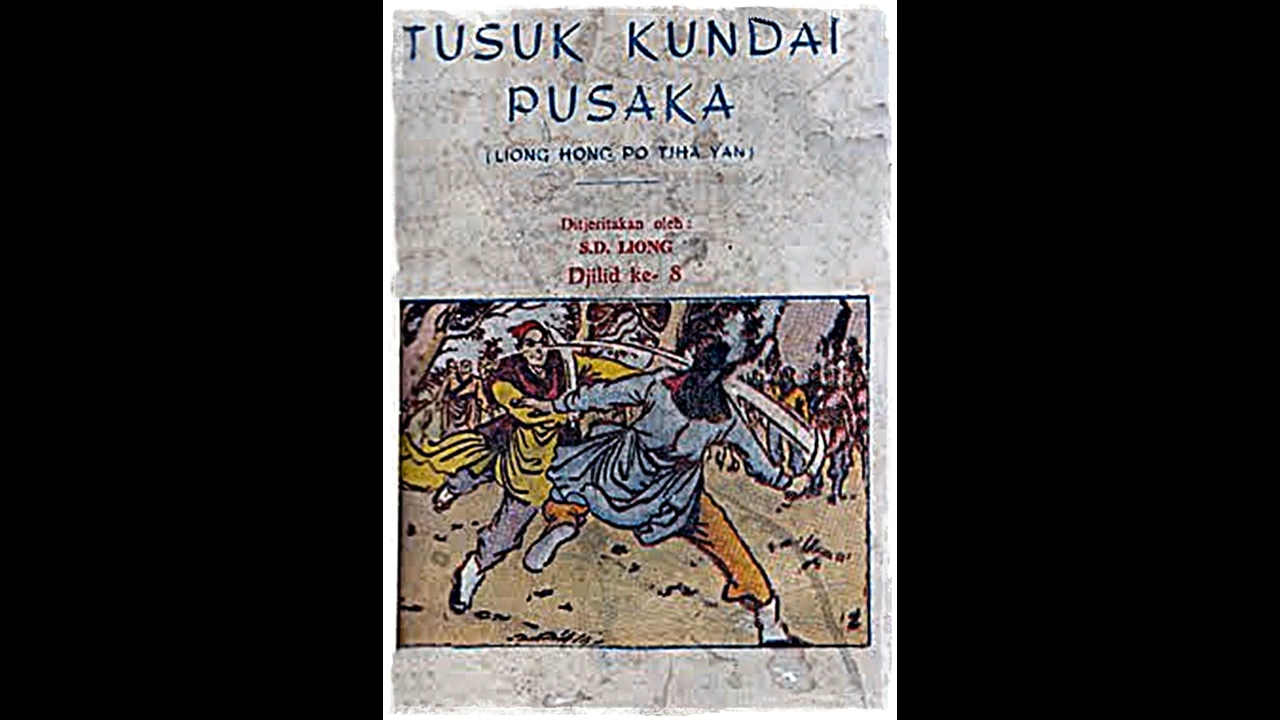 TUSUK KUNDAI
PUSAKA
(LIONG HONG PO TJHA YAN)
Ditjeritakan oleh :
S.D. LIONG
Djilid ke- 8